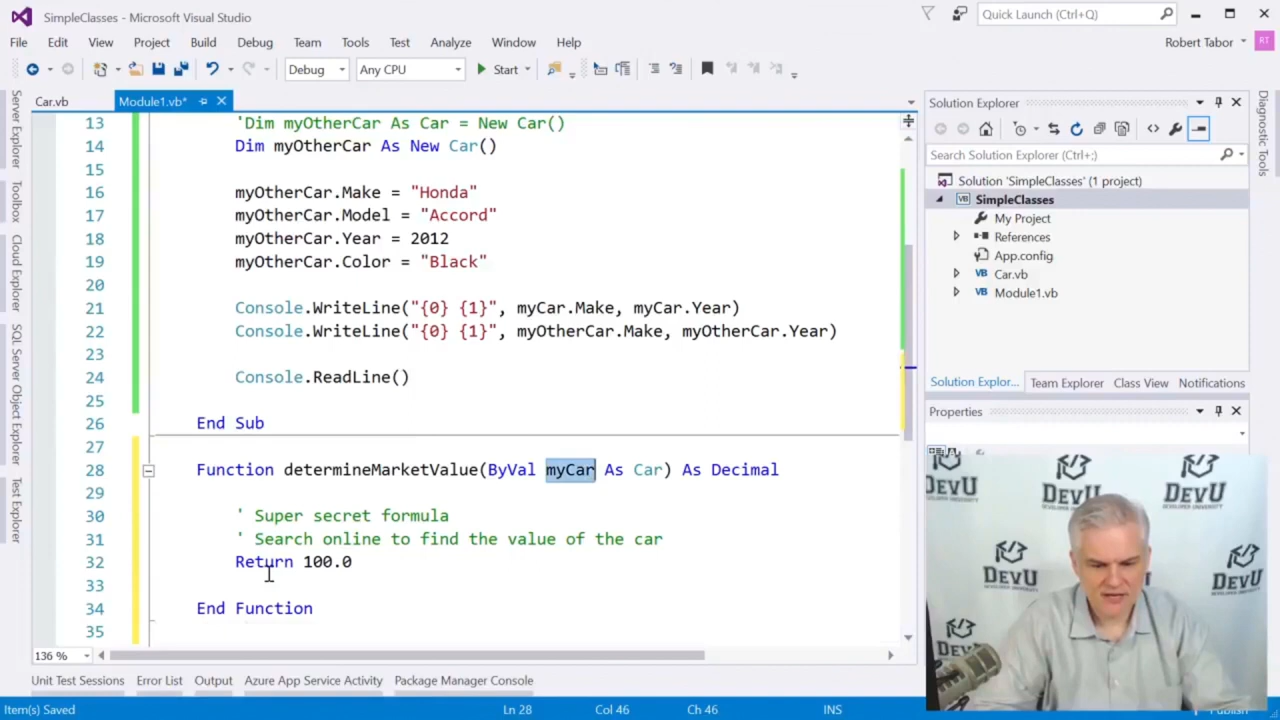 SimpleClasses - Microsoft Visual Studio
Quick Launch (Ctrl+Q)
File Edit View Project Build Debug Team Tools Test Analyze Window Help
Robert Tabor RT
Debug Any CPU Start
Car.vb Module1.vb*
Server Explorer
Toolbox
Cloud Explorer
SQL Server Object Explorer
Test Explorer
13 'Dim myOtherCar As Car = New Car()
14 Dim myOtherCar As New Car()
15
16 myOtherCar.Make = "Honda"
17 myOtherCar.Model = "Accord"
18 myOtherCar.Year = 2012
19 myOtherCar.Color = "Black"
20
21 Console.WriteLine("{0} {1}", myCar.Make, myCar.Year)
22 Console.WriteLine("{0} {1}", myOtherCar.Make, myOtherCar.Year)
23
24 Console.ReadLine()
25
26 End Sub
27
28 Function determineMarketValue(ByVal myCar As Car) As Decimal
29
30 ' Super secret formula
31 ' Search online to find the value of the car
32 Return 100.0
33
34 End Function
35
136 %
Solution Explorer
Search Solution Explorer (Ctrl+;)
Solution 'SimpleClasses' (1 project)
SimpleClasses
My Project
References
App.config
Car.vb
Module1.vb
Solution Explor... Team Explorer Class View Notifications
Properties
Diagnostic Tools
DevU
DEVELOPER UNIVERSITY
DevU
DEVELOPER UNIVERSITY
DevU
DevU
DevU
Unit Test Sessions Error List Output Azure App Service Activity Package Manager Console
Item(s) Saved Ln 28 Col 46 Ch 46 INS Publish